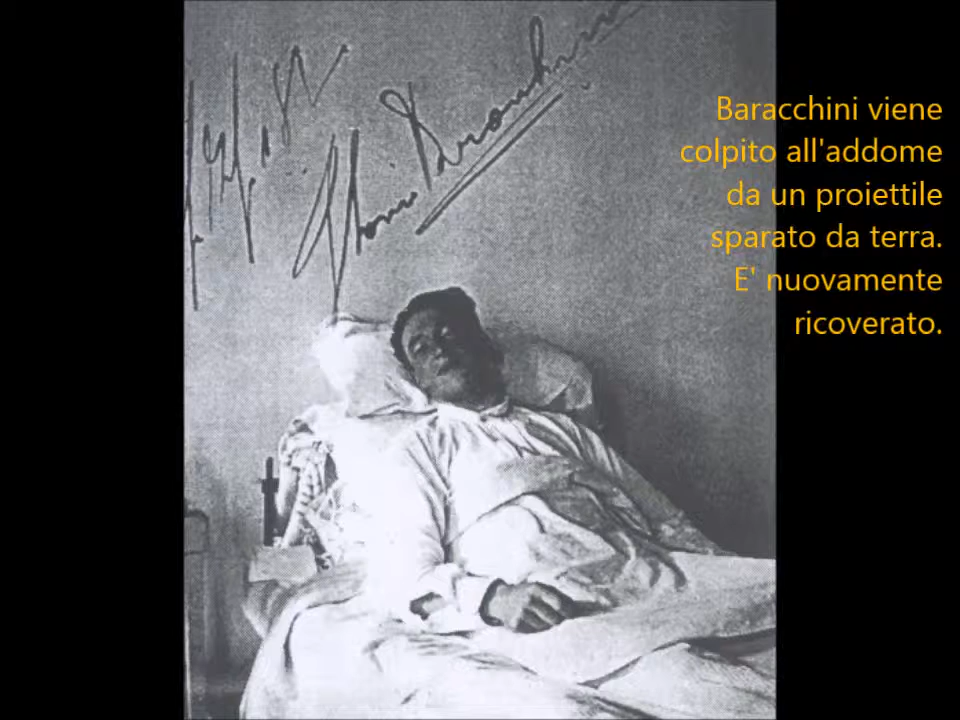 Baracchini viene
colpito all'addome
da un proiettile
sparato da terra.
E' nuovamente
ricoverato.